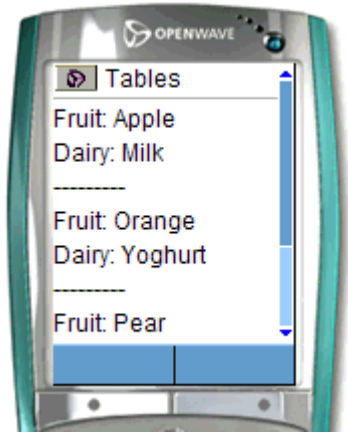 OPENWAVE
Tables
Fruit: Apple
Dairy: Milk
---------
Fruit: Orange
Dairy: Yoghurt
---------
Fruit: Pear